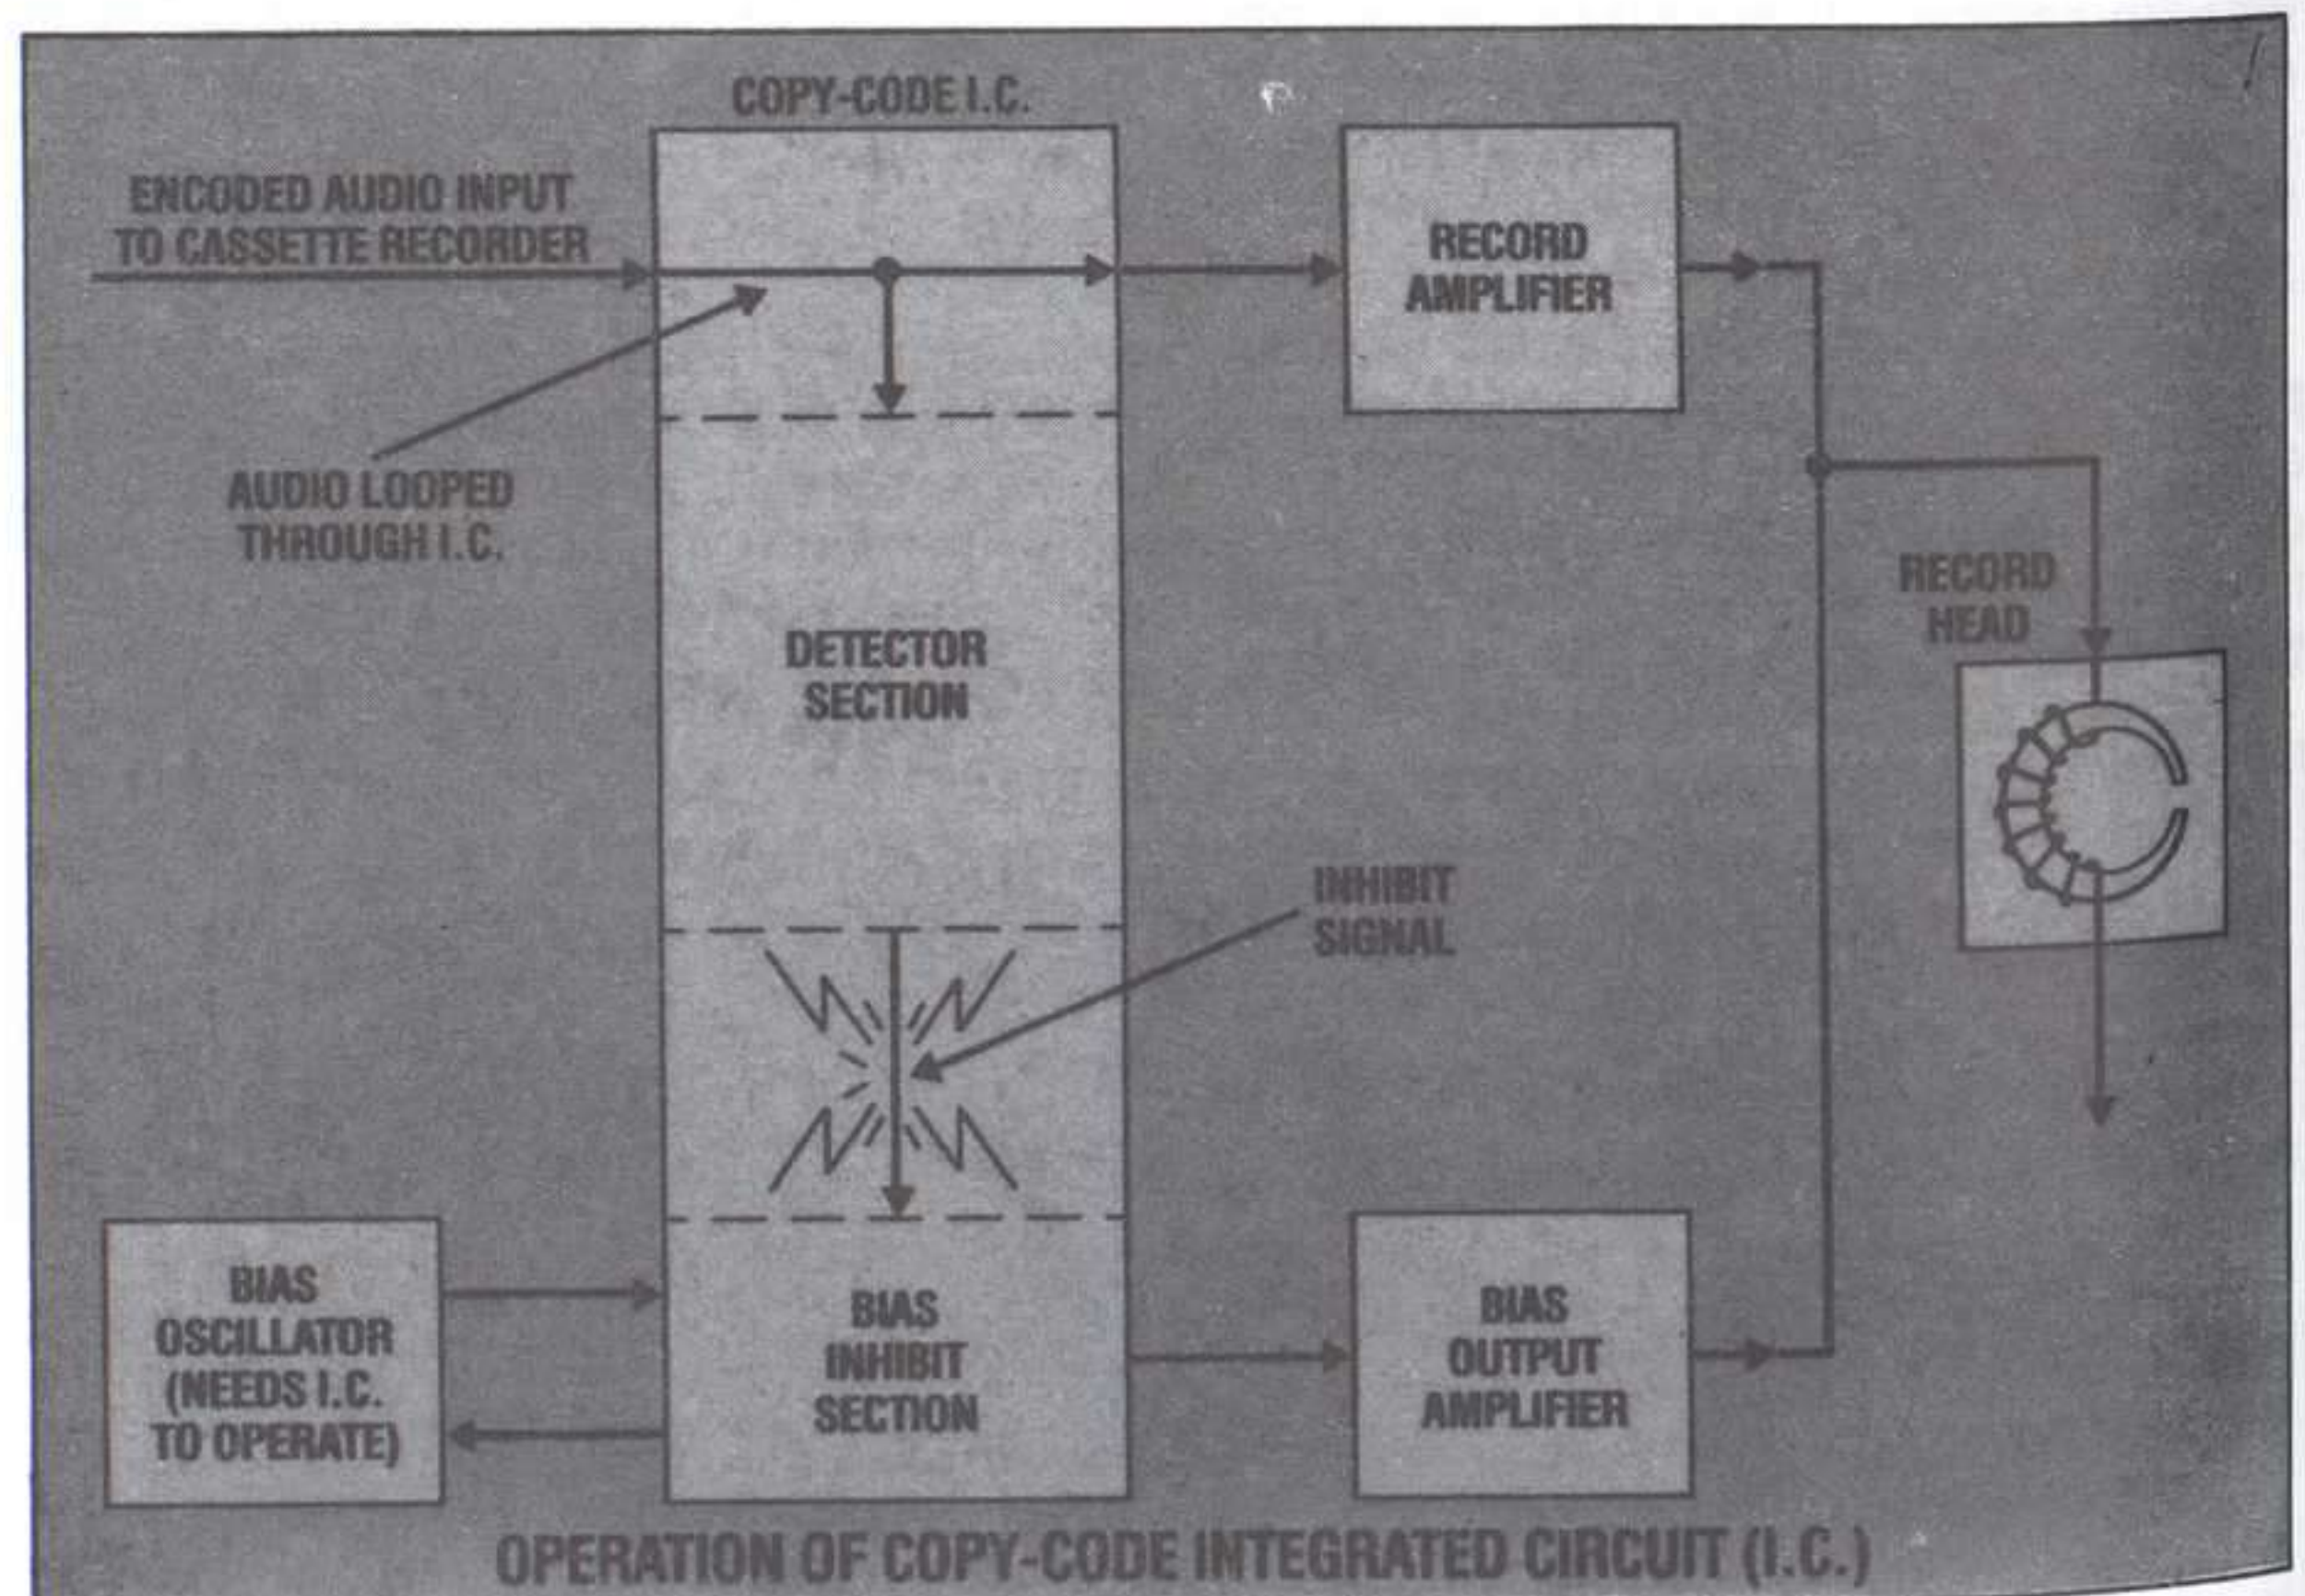 COPY-CODE I.C.
ENCODED AUDIO INPUT
TO CASSETTE RECORDER
RECORD
AMPLIFIER
AUDIO LOOPED
THROUGH I.C.
RECORD
HEAD
DETECTOR
SECTION
INHIBIT
SIGNAL
BIAS
OSCILLATOR
(NEEDS I.C.
TO OPERATE)
BIAS
INHIBIT
SECTION
BIAS
OUTPUT
AMPLIFIER
OPERATION OF COPY-CODE INTEGRATED CIRCUIT (I.C.)